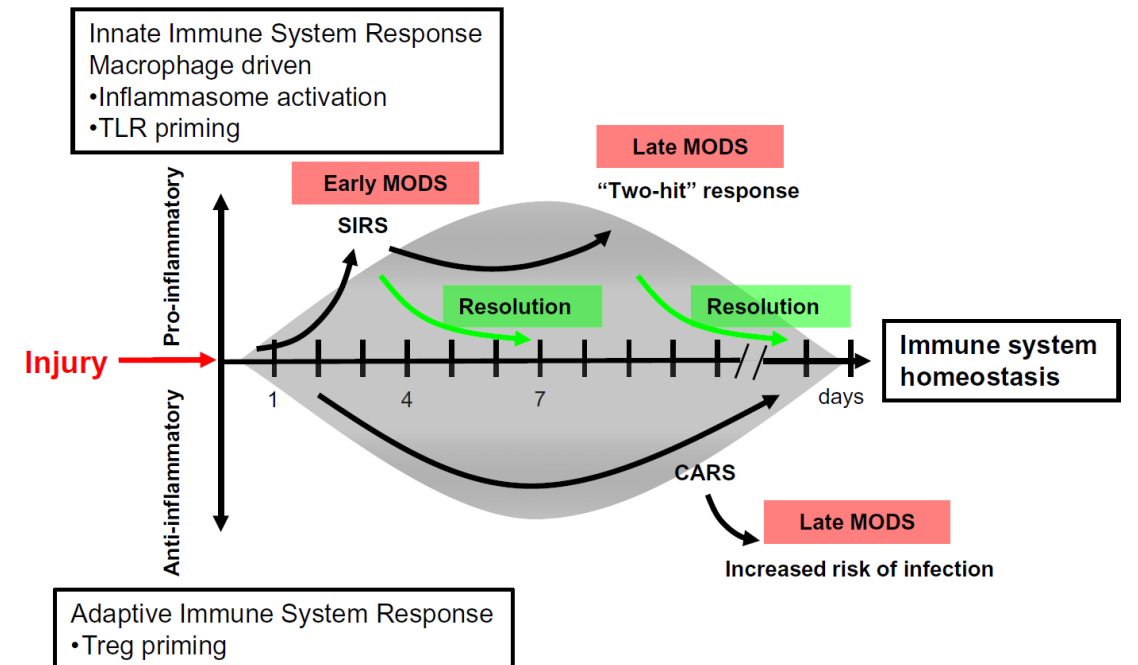 Innate Immune System Response
Macrophage driven
•Inflammasome activation
•TLR priming
Late MODS
“Two-hit” response
Early MODS
SIRS
Pro-inflammatory
Resolution
Resolution
Injury
Immune system
homeostasis
1
4
7
days
Anti-inflammatory
CARS
Late MODS
Increased risk of infection
Adaptive Immune System Response
•Treg priming